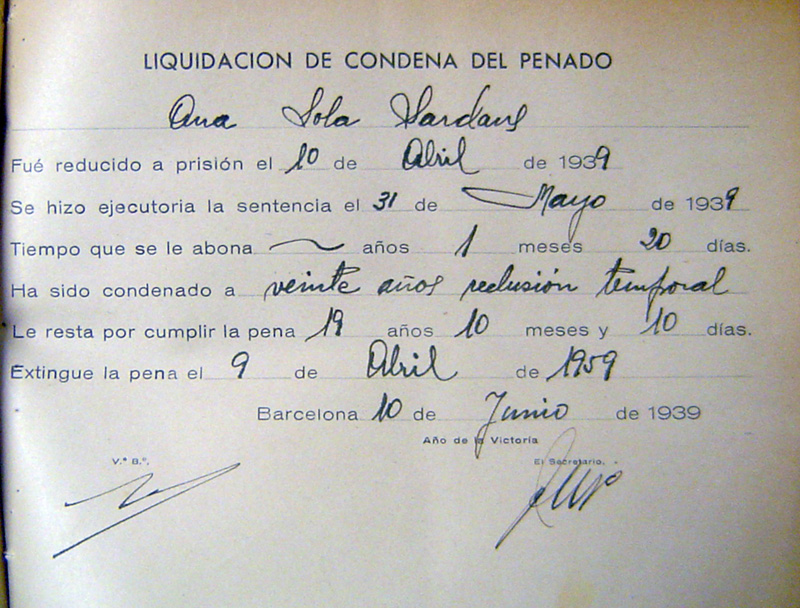 LIQUIDACION DE CONDENA DEL PENADO
Ana Sola Sardans
Fué reducido a prisión el 10 de Abril de 1939
Se hizo ejecutoria la sentencia el 31 de Mayo de 1939
Tiempo que se le abona — años 1 meses 20 días.
Ha sido condenado a veinte años reclusión temporal
Le resta por cumplir la pena 19 años 10 meses y 10 días.
Extingue la pena el 9 de Abril de 1959
Barcelona 10 de Junio de 1939
Año de la Victoria
V.º B.º, El Secretario,